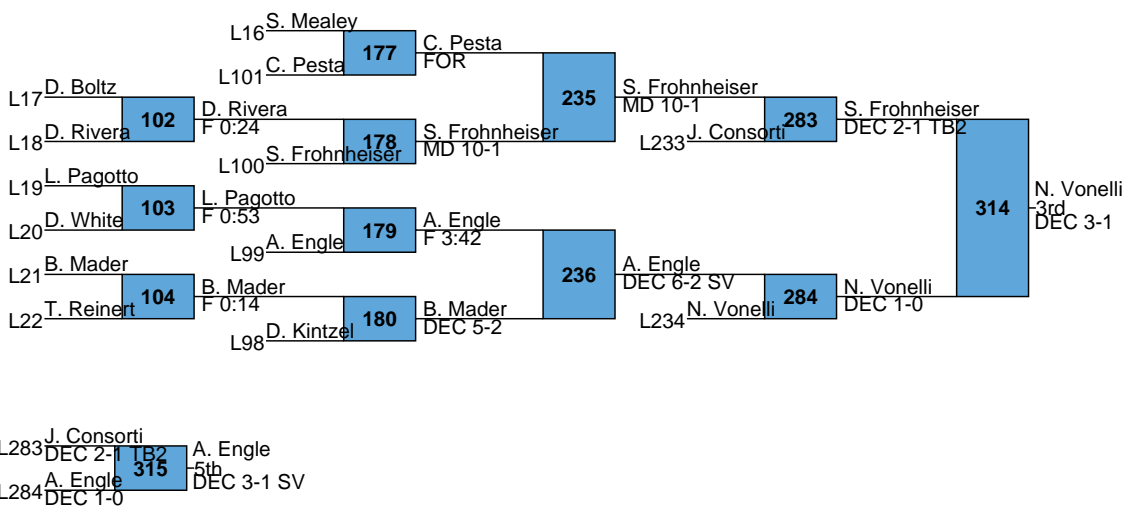 L16 S. Mealey
177
L101 C. Pesta
C. Pesta
FOR
L17 D. Boltz
102
L18 D. Rivera
D. Rivera
F 0:24
178
L100 S. Frohnheiser
S. Frohnheiser
MD 10-1
235
S. Frohnheiser
MD 10-1
283
L233 J. Consorti
S. Frohnheiser
DEC 2-1 TB2
L19 L. Pagotto
103
L20 D. White
L. Pagotto
F 0:53
179
L99 A. Engle
A. Engle
F 3:42
L21 B. Mader
104
L22 T. Reinert
B. Mader
F 0:14
180
L98 D. Kintzel
B. Mader
DEC 5-2
236
A. Engle
DEC 6-2 SV
284
L234 N. Vonelli
N. Vonelli
DEC 1-0
314
N. Vonelli
3rd
DEC 3-1
L283 J. Consorti
DEC 2-1 TB2
315
L284 A. Engle
DEC 1-0
A. Engle
5th
DEC 3-1 SV